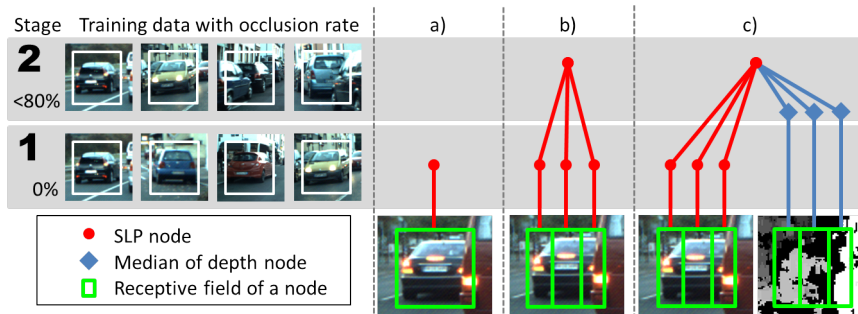 Stage Training data with occlusion rate a) b) c)
2
<80%
1
0%
SLP node
Median of depth node
Receptive field of a node